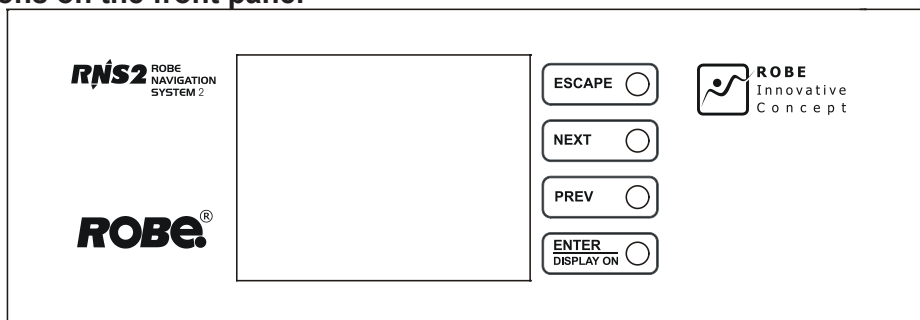 on the front panel
RNS2 ROBE
NAVIGATION
SYSTEM 2
ROBE®
ESCAPE
NEXT
PREV
ENTER
DISPLAY ON
ROBE
Innovative
Concept